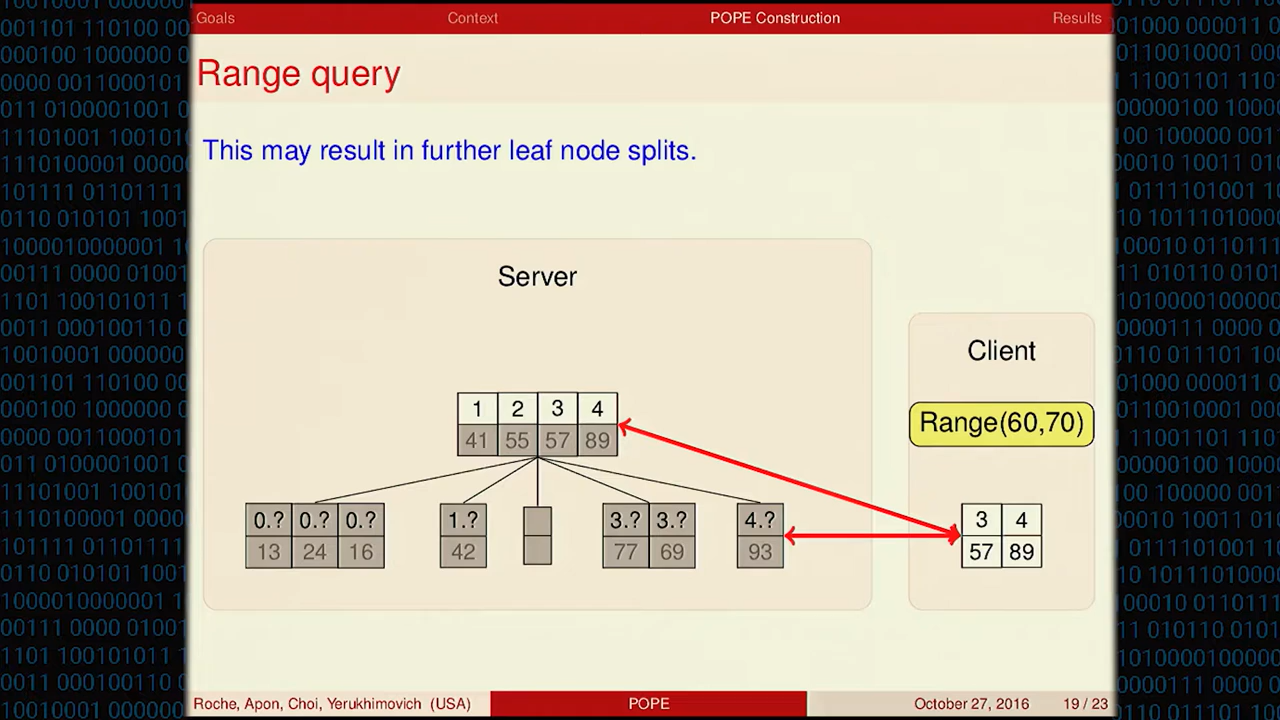 Goals Context POPE Construction Results
Range query
This may result in further leaf node splits.
Server
Client
1 2 3 4
41 55 57 89
Range(60,70)
0.? 0.? 0.? 1.? 3.? 3.? 4.?
13 24 16 42 77 69 93
3 4
57 89
Roche, Apon, Choi, Yerukhimovich (USA) POPE October 27, 2016 19 / 23